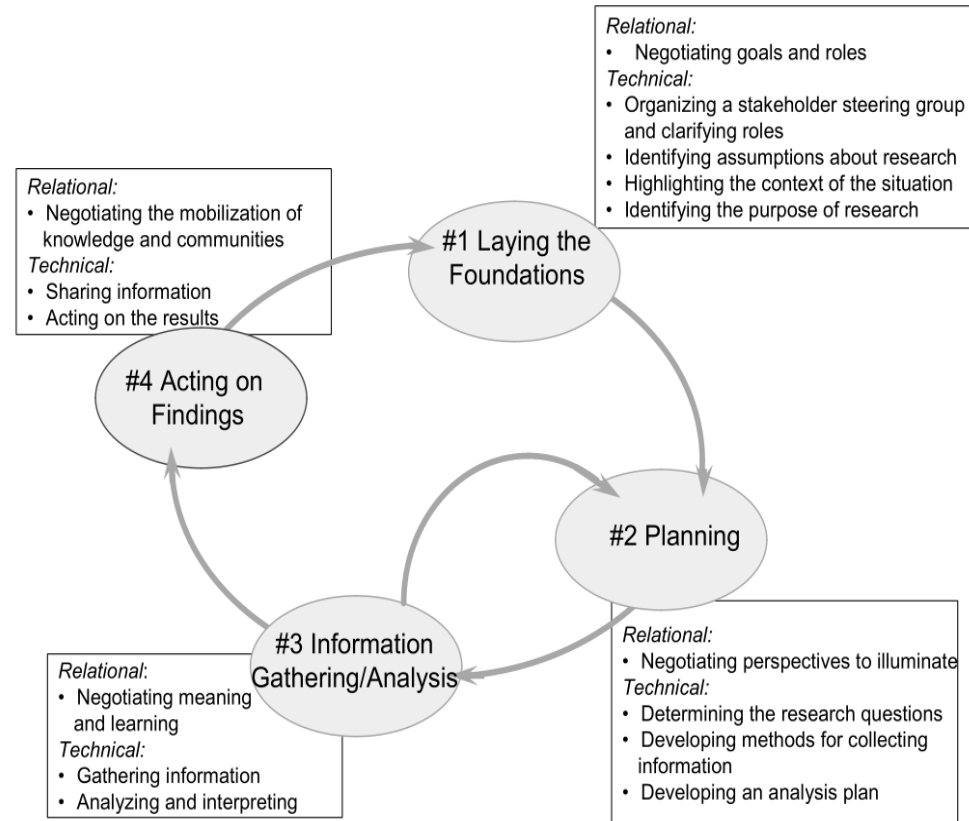 Relational:
• Negotiating goals and roles
Technical:
• Organizing a stakeholder steering group
and clarifying roles
• Identifying assumptions about research
• Highlighting the context of the situation
• Identifying the purpose of research
Relational:
• Negotiating the mobilization of
knowledge and communities
Technical:
• Sharing information
• Acting on the results
#1 Laying the
Foundations
#4 Acting on
Findings
#2 Planning
#3 Information
Gathering/Analysis
Relational:
• Negotiating perspectives to illuminate
Technical:
• Determining the research questions
• Developing methods for collecting
information
• Developing an analysis plan
Relational:
• Negotiating meaning
and learning
Technical:
• Gathering information
• Analyzing and interpreting